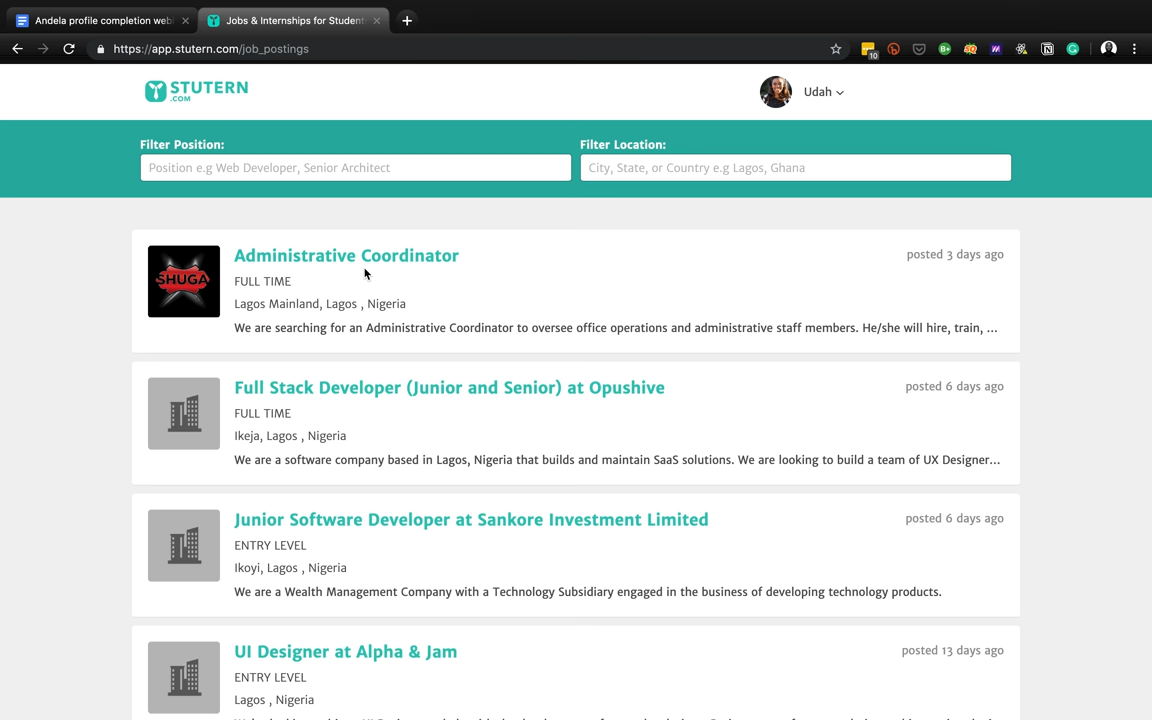 Andela profile completion webi
Jobs & Internships for Student
https://app.stutern.com/job_postings
10
STUTERN
.COM
Udah
Filter Position:
Filter Location:
Position e.g Web Developer, Senior Architect
City, State, or Country e.g Lagos, Ghana
SHUGA
Administrative Coordinator
posted 3 days ago
FULL TIME
Lagos Mainland, Lagos , Nigeria
We are searching for an Administrative Coordinator to oversee office operations and administrative staff members. He/she will hire, train, ...
Full Stack Developer (Junior and Senior) at Opushive
posted 6 days ago
FULL TIME
Ikeja, Lagos , Nigeria
We are a software company based in Lagos, Nigeria that builds and maintain SaaS solutions. We are looking to build a team of UX Designer...
Junior Software Developer at Sankore Investment Limited
posted 6 days ago
ENTRY LEVEL
Ikoyi, Lagos , Nigeria
We are a Wealth Management Company with a Technology Subsidiary engaged in the business of developing technology products.
UI Designer at Alpha & Jam
posted 13 days ago
ENTRY LEVEL
Lagos , Nigeria